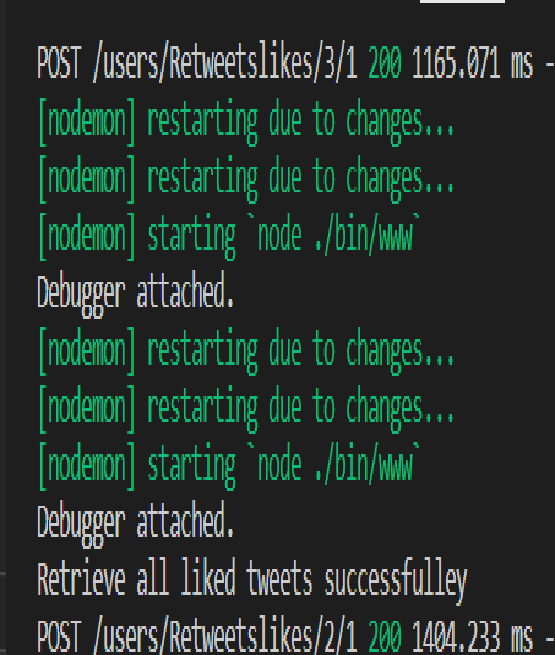 POST /users/Retweetslikes/3/1 200 1165.071 ms -
[nodemon] restarting due to changes...
[nodemon] restarting due to changes...
[nodemon] starting `node ./bin/www`
Debugger attached.
[nodemon] restarting due to changes...
[nodemon] restarting due to changes...
[nodemon] starting `node ./bin/www`
Debugger attached.
Retrieve all liked tweets successfulley
POST /users/Retweetslikes/2/1 200 1404.233 ms -